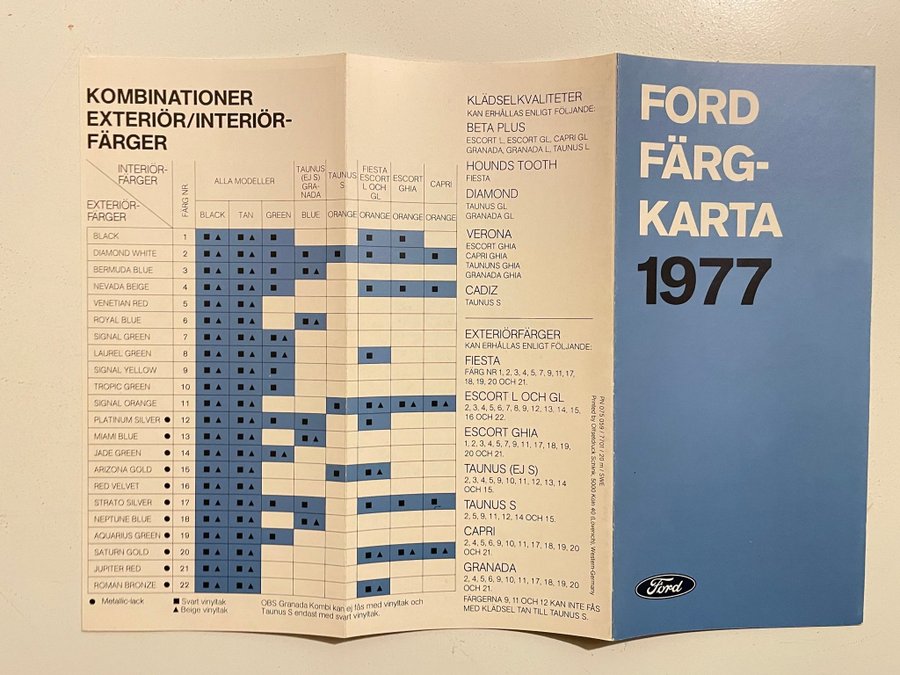 KOMBINATIONER
EXTERIÖR/INTERIÖR-
FÄRGER
INTERIÖR-
FÄRGER
EXTERIÖR-
FÄRGER
FÄRG NR.
ALLA MODELLER
TAUNUS
(EJ S)
GRA-
NADA
TAUNUS
S
FIESTA
ESCORT
L OCH
GL
ESCORT
GHIA
CAPRI
BLACK TAN GREEN BLUE ORANGE ORANGE ORANGE ORANGE
BLACK 1
DIAMOND WHITE 2
BERMUDA BLUE 3
NEVADA BEIGE 4
VENETIAN RED 5
ROYAL BLUE 6
SIGNAL GREEN 7
LAUREL GREEN 8
SIGNAL YELLOW 9
TROPIC GREEN 10
SIGNAL ORANGE 11
PLATINUM SILVER ● 12
MIAMI BLUE ● 13
JADE GREEN ● 14
ARIZONA GOLD ● 15
RED VELVET ● 16
STRATO SILVER ● 17
NEPTUNE BLUE ● 18
AQUARIUS GREEN ● 19
SATURN GOLD ● 20
JUPITER RED ● 21
ROMAN BRONZE ● 22
● Metallic-lack
■ Svart vinyltak
▲ Beige vinyltak
OBS Granada Kombi kan ej fås med vinyltak och
Taunus S endast med svart vinyltak.
KLÄDSELKVALITETER
KAN ERHÅLLAS ENLIGT FÖLJANDE:
BETA PLUS
ESCORT L, ESCORT GL, CAPRI GL
GRANADA, GRANADA L, TAUNUS L
HOUNDS TOOTH
FIESTA
DIAMOND
TAUNUS GL
GRANADA GL
VERONA
ESCORT GHIA
CAPRI GHIA
TAUNUNS GHIA
GRANADA GHIA
CADIZ
TAUNUS S
EXTERIÖRFÄRGER
KAN ERHÅLLAS ENLIGT FÖLJANDE:
FIESTA
FÄRG NR 1, 2, 3, 4, 5, 7, 9, 11, 17,
18, 19, 20 OCH 21.
ESCORT L OCH GL
2, 3, 4, 5, 6, 7, 8, 9, 12, 13, 14, 15,
16 OCH 22.
ESCORT GHIA
1, 2, 3, 4, 5, 7, 9, 11, 17, 18, 19,
20 OCH 21.
TAUNUS (EJ S)
2, 3, 4, 5, 9, 10, 11, 12, 13, 14
OCH 15.
TAUNUS S
2, 5, 9, 11, 12, 14 OCH 15.
CAPRI
2, 4, 5, 6, 9, 10, 11, 17, 18, 19, 20
OCH 21.
GRANADA
2, 4, 5, 6, 9, 10, 11, 17, 18, 19, 20
OCH 21.
FÄRGERNA 9, 11 OCH 12 KAN INTE FÅS
MED KLÄDSEL TAN TILL TAUNUS S.
Printed by Offsetdruck Schink, 5000 Köln 40 (Lövenich), Western-Germany
FORD
FÄRG-
KARTA
1977
Ford